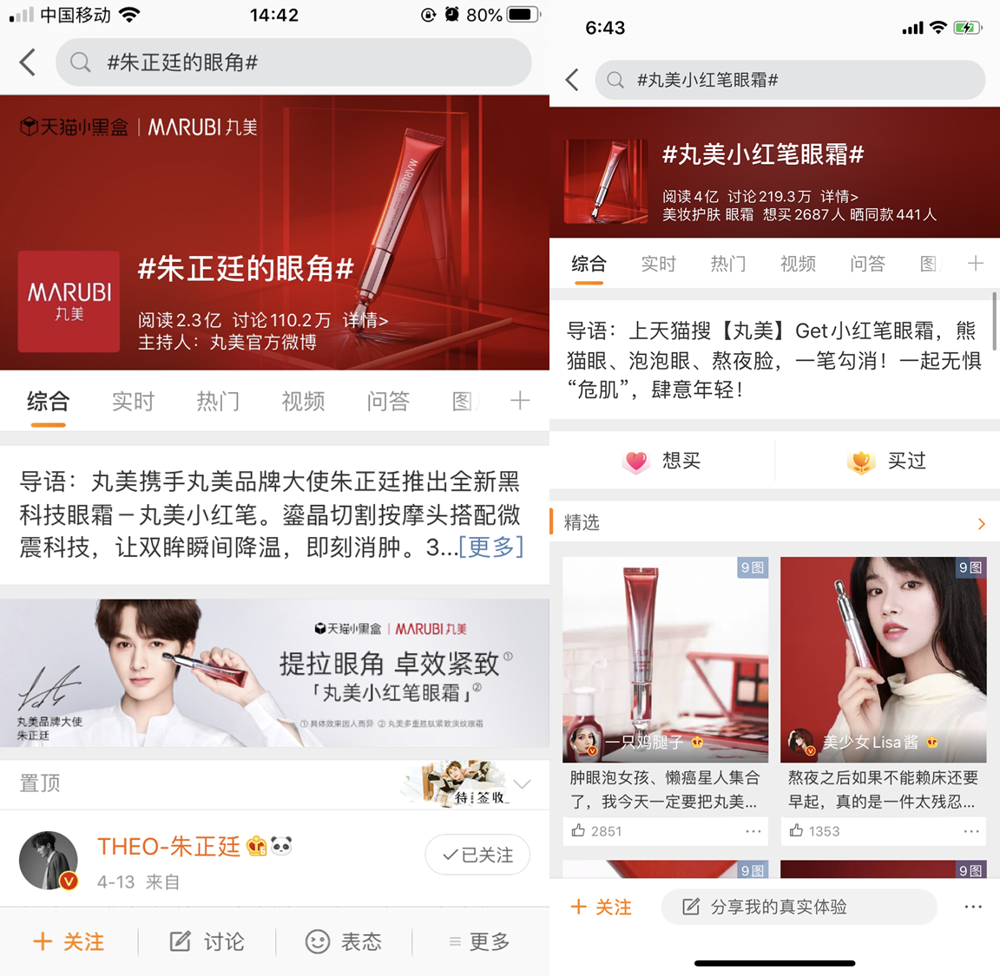 中国移动
14:42
80%
#朱正廷的眼角#
天猫小黑盒 | MARUBI 丸美
MARUBI
MARUBI
丸美
#朱正廷的眼角#
阅读2.3亿 讨论110.2万 详情>
主持人：丸美官方微博
综合 实时 热门 视频 问答 图
导语：丸美携手丸美品牌大使朱正廷推出全新黑
科技眼霜－丸美小红笔。鎏晶切割按摩头搭配微
震科技，让双眸瞬间降温，即刻消肿。3...[更多]
天猫小黑盒 | MARUBI 丸美
提拉眼角 卓效紧致①
「丸美小红笔眼霜」②
①具体效果因人而异 ②丸美多重胜肽紧致淡纹眼霜
丸美品牌大使
朱正廷
置顶
待 签收
THEO-朱正廷
已关注
4-13 来自
+ 关注 讨论 表态 更多
6:43
#丸美小红笔眼霜#
#丸美小红笔眼霜#
阅读4亿 讨论219.3万 详情>
美妆护肤 眼霜 想买2687人 晒同款441人
综合 实时 热门 视频 问答 图
导语：上天猫搜【丸美】Get小红笔眼霜，熊
猫眼、泡泡眼、熬夜脸，一笔勾消！一起无惧
“危肌”，肆意年轻！
想买 买过
精选
9图
一只鸡腿子
肿眼泡女孩、懒癌星人集合
了，我今天一定要把丸美...
2851
9图
美少女Lisa酱
熬夜之后如果不能赖床还要
早起，真的是一件太残忍...
1353
9图 9图
+ 关注 分享我的真实体验